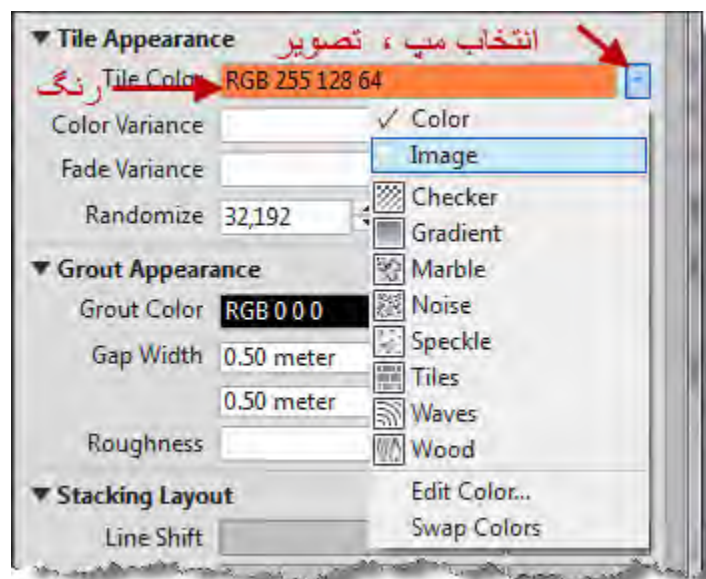 Tile Appearance
انتخاب مپ ، تصویر
Tile Color RGB 255 128 64
رنگ
Color Variance
Fade Variance
Randomize 32,192
Grout Appearance
Grout Color RGB 0 0 0
Gap Width 0.50 meter
0.50 meter
Roughness
Stacking Layout
Line Shift
✓ Color
Image
Checker
Gradient
Marble
Noise
Speckle
Tiles
Waves
Wood
Edit Color...
Swap Colors